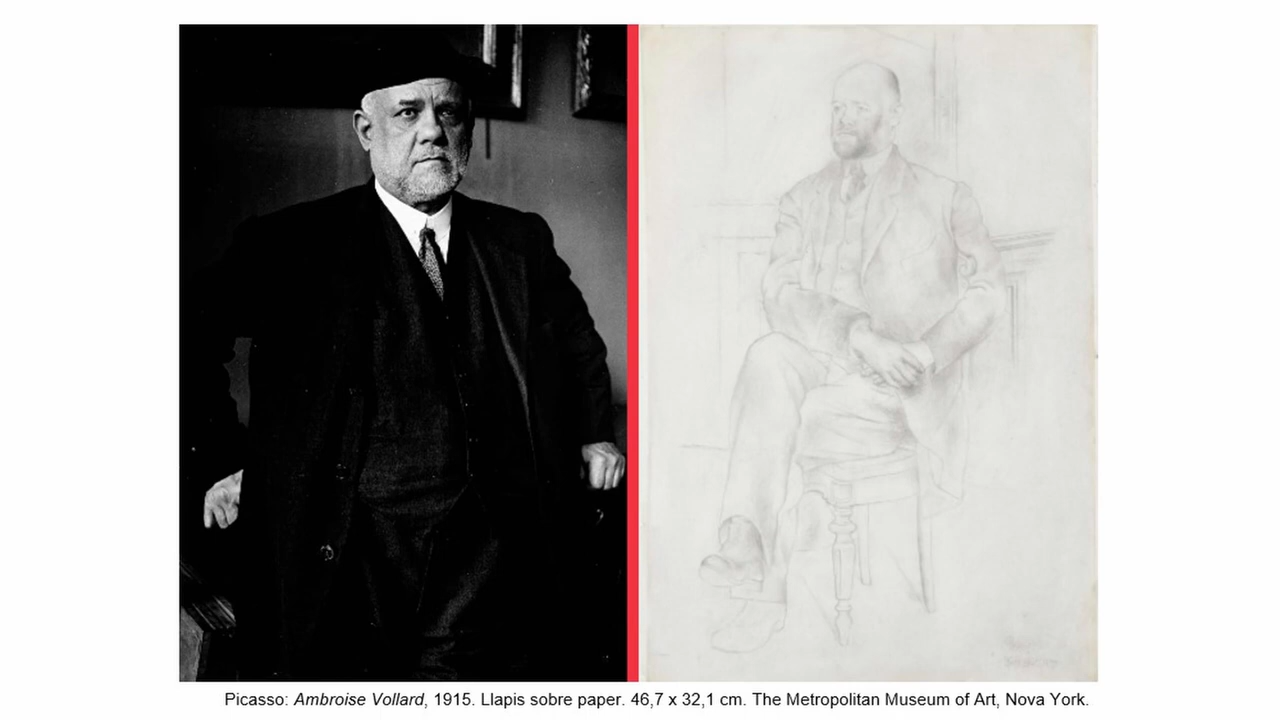 Picasso: Ambroise Vollard, 1915. Llapis sobre paper. 46,7 x 32,1 cm. The Metropolitan Museum of Art, Nova York.